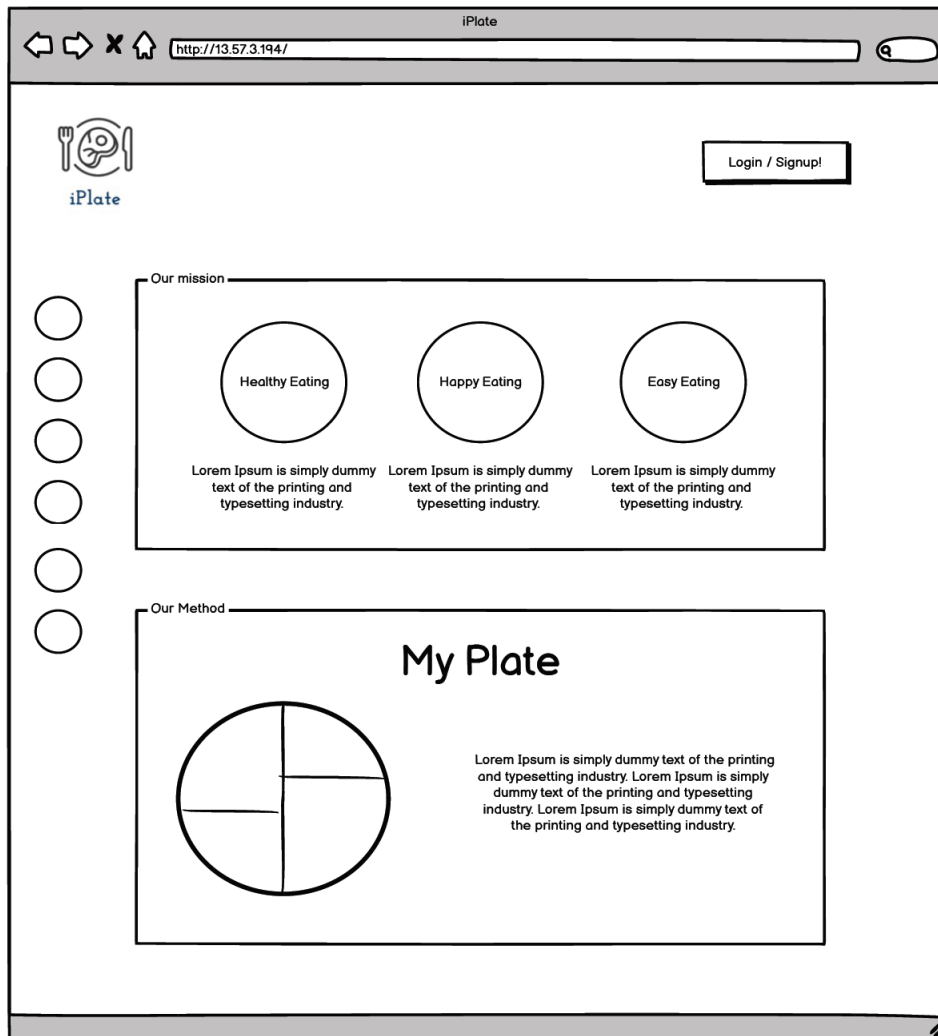 iPlate
http://13.57.3.194/
iPlate
Login / Signup!
Our mission
Healthy Eating
Happy Eating
Easy Eating
Lorem Ipsum is simply dummy
text of the printing and
typesetting industry.
Lorem Ipsum is simply dummy
text of the printing and
typesetting industry.
Lorem Ipsum is simply dummy
text of the printing and
typesetting industry.
Our Method
My Plate
Lorem Ipsum is simply dummy text of the printing
and typesetting industry. Lorem Ipsum is simply
dummy text of the printing and typesetting
industry. Lorem Ipsum is simply dummy text of
the printing and typesetting industry.